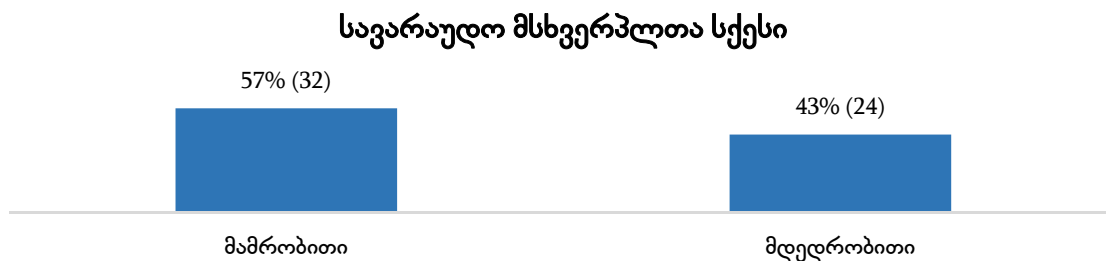 სავარაუდო მსხვერპლთა სქესი
57% (32)
43% (24)
მამრობითი
მდედრობითი